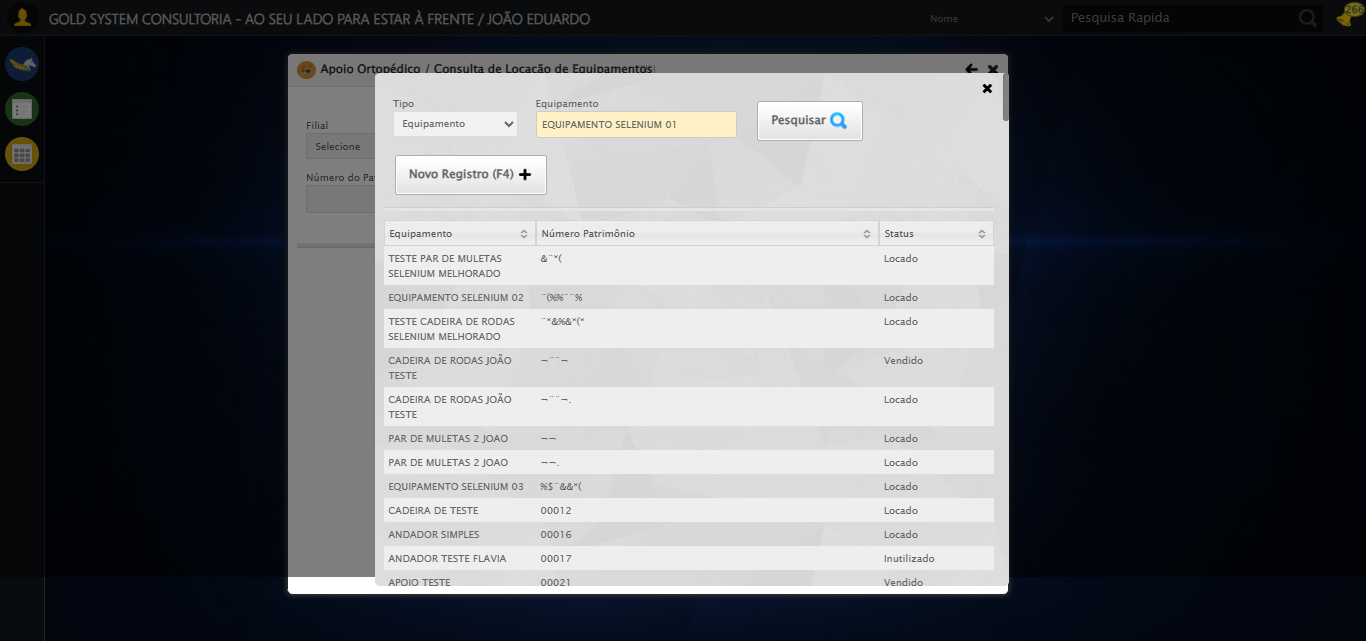 GOLD SYSTEM CONSULTORIA - AO SEU LADO PARA ESTAR À FRENTE / JOÃO EDUARDO
Nome
Pesquisa Rapida
266
Apoio Ortopédico / Consulta de Locação de Equipamentos
Tipo
Equipamento
Equipamento
EQUIPAMENTO SELENIUM 01
Pesquisar
Filial
Selecione
Número do Pa
Novo Registro (F4)
Equipamento Número Patrimônio Status
TESTE PAR DE MULETAS &¨*( Locado
SELENIUM MELHORADO
EQUIPAMENTO SELENIUM 02 ¨(%%¨¨% Locado
TESTE CADEIRA DE RODAS ¨*&%&*(* Locado
SELENIUM MELHORADO
CADEIRA DE RODAS JOÃO ¬¨¨¬ Vendido
TESTE
CADEIRA DE RODAS JOÃO ¬¨¨¬. Locado
TESTE
PAR DE MULETAS 2 JOAO ¬¬ Locado
PAR DE MULETAS 2 JOAO ¬¬. Locado
EQUIPAMENTO SELENIUM 03 %$¨&&*( Locado
CADEIRA DE TESTE 00012 Locado
ANDADOR SIMPLES 00016 Locado
ANDADOR TESTE FLAVIA 00017 Inutilizado
APOIO TESTE 00021 Vendido